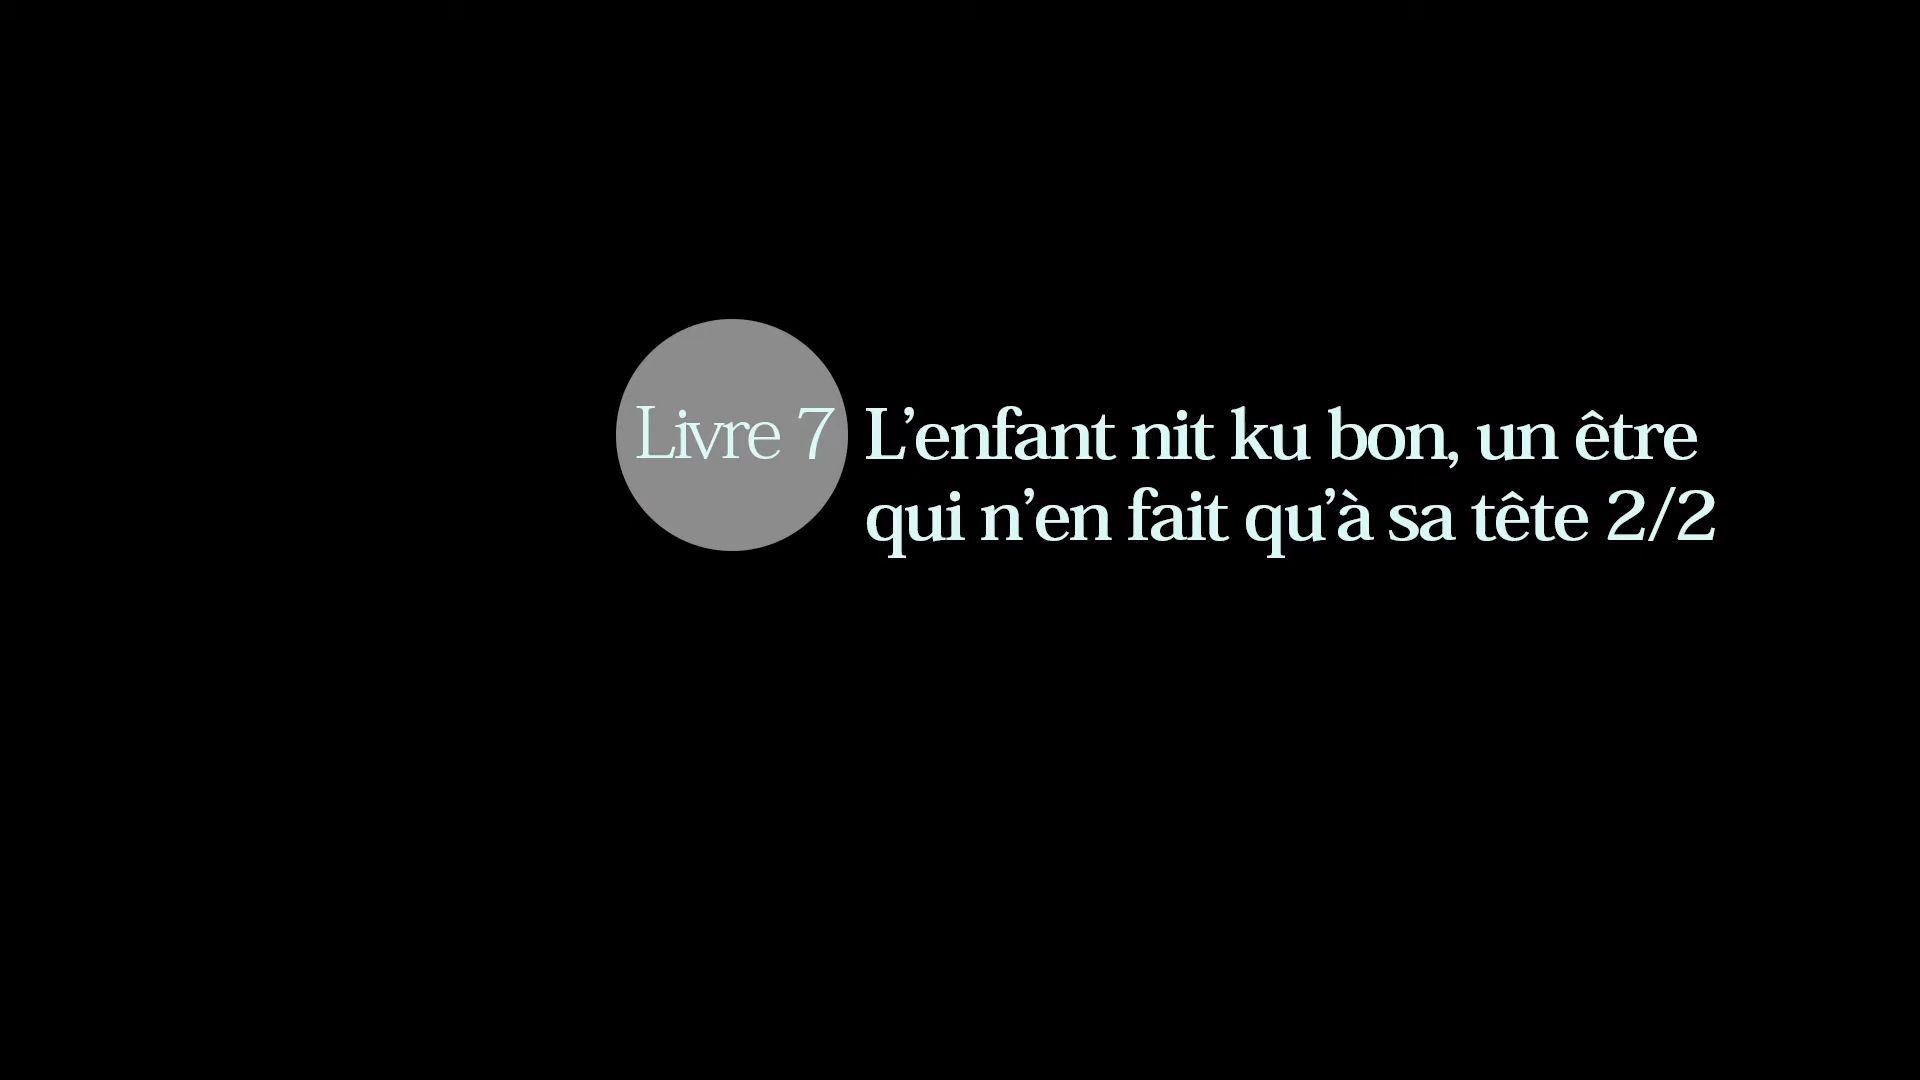 Livre 7 L’enfant nit ku bon, un être
qui n’en fait qu’à sa tête 2/2